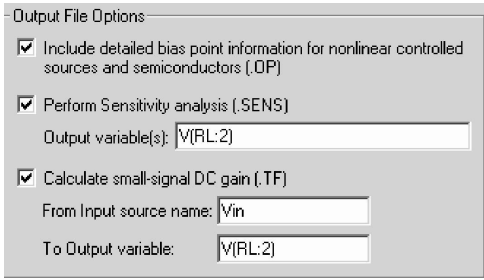 Output File Options
Include detailed bias point information for nonlinear controlled
sources and semiconductors (.OP)
Perform Sensitivity analysis (.SENS)
Output variable(s): V(RL:2)
Calculate small-signal DC gain (.TF)
From Input source name: Vin
To Output variable: V(RL:2)